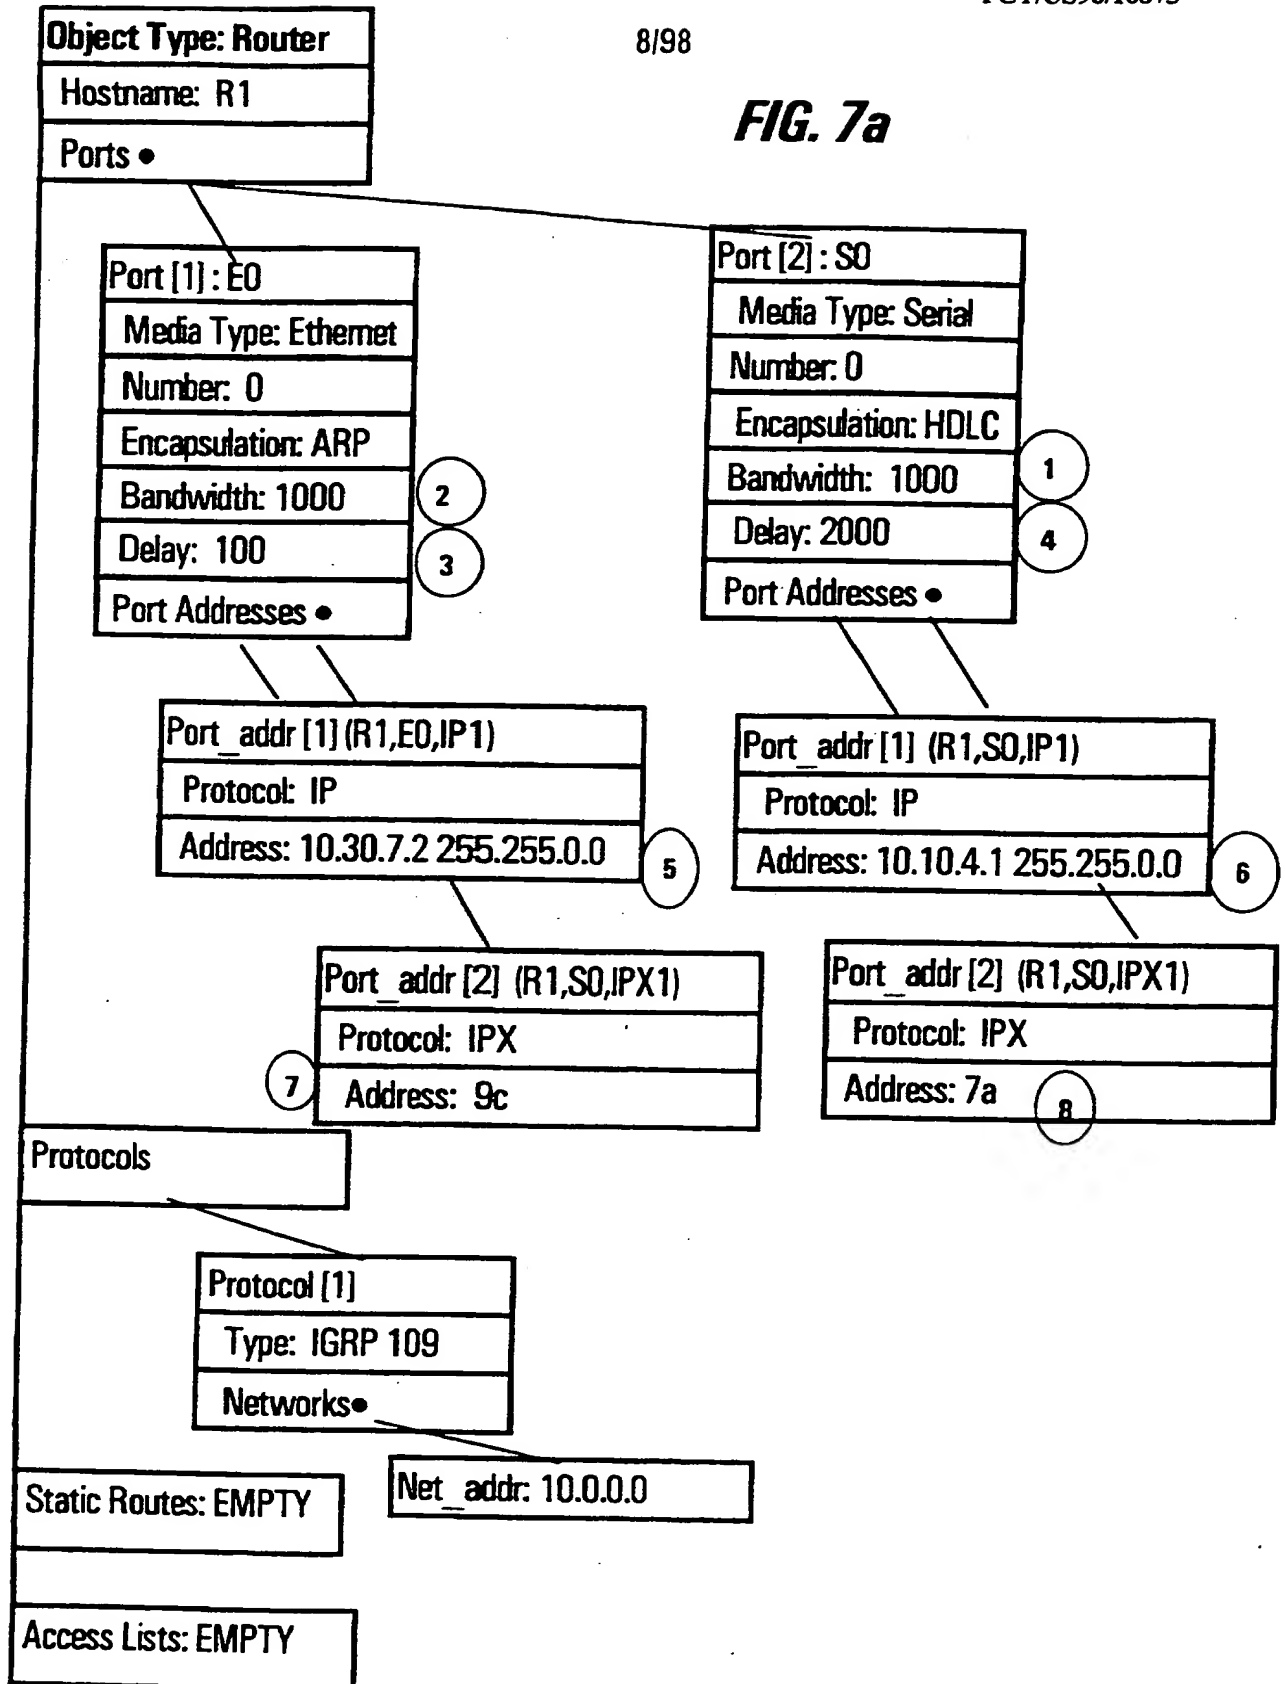 8/98
FIG. 7a
Object Type: Router
Hostname: R1
Ports •
Port [1] : E0
Media Type: Ethernet
Number: 0
Encapsulation: ARP
Bandwidth: 1000
2
Delay: 100
3
Port Addresses •
Port [2] : S0
Media Type: Serial
Number: 0
Encapsulation: HDLC
Bandwidth: 1000
1
Delay: 2000
4
Port Addresses •
Port_addr [1] (R1,E0,IP1)
Protocol: IP
Address: 10.30.7.2 255.255.0.0
5
Port_addr [1] (R1,S0,IP1)
Protocol: IP
Address: 10.10.4.1 255.255.0.0
6
Port_addr [2] (R1,S0,IPX1)
Protocol: IPX
7
Address: 9c
Port_addr [2] (R1,S0,IPX1)
Protocol: IPX
Address: 7a
8
Protocols
Protocol [1]
Type: IGRP 109
Networks•
Net_addr: 10.0.0.0
Static Routes: EMPTY
Access Lists: EMPTY